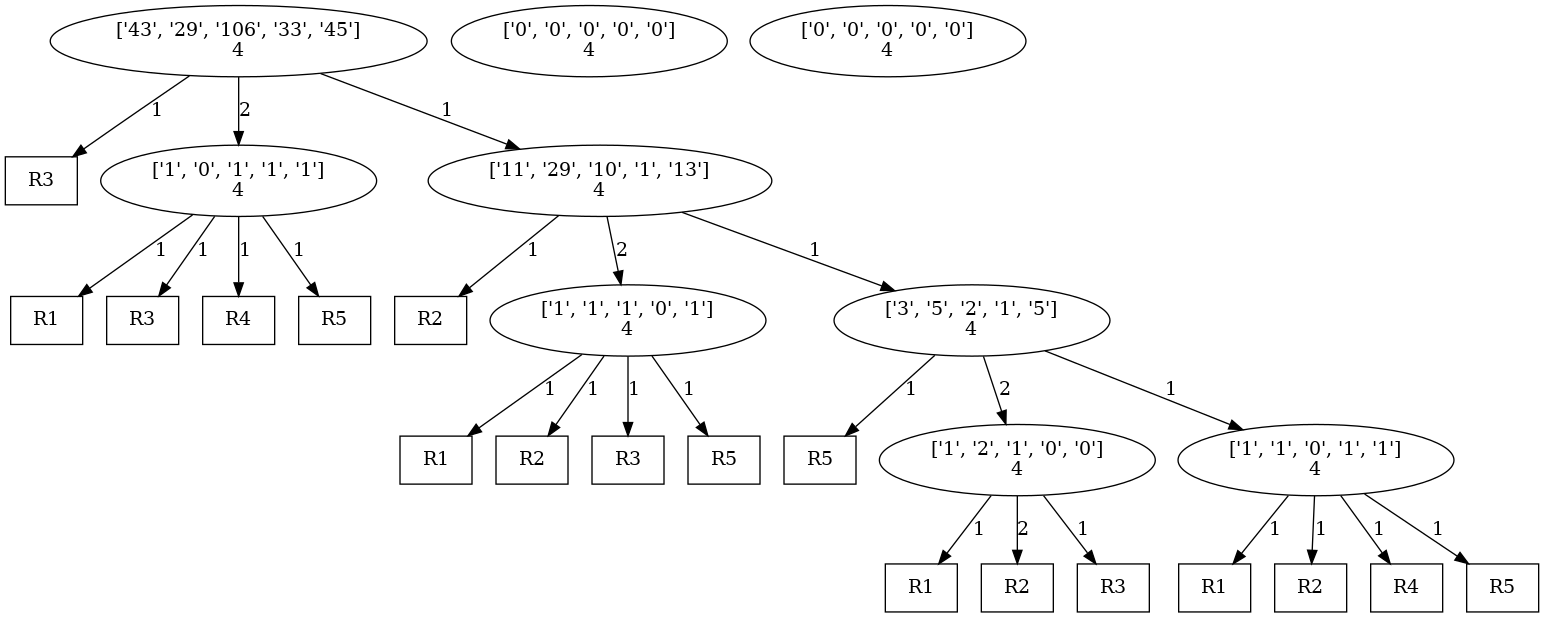 ['43', '29', '106', '33', '45']
4
['0', '0', '0', '0', '0']
4
['0', '0', '0', '0', '0']
4
1
2
1
R3
['1', '0', '1', '1', '1']
4
['11', '29', '10', '1', '13']
4
1
1
1
1
1
2
1
R1
R3
R4
R5
R2
['1', '1', '1', '0', '1']
4
['3', '5', '2', '1', '5']
4
1
1
1
1
1
2
1
R1
R2
R3
R5
R5
['1', '2', '1', '0', '0']
4
['1', '1', '0', '1', '1']
4
1
2
1
1
1
1
1
R1
R2
R3
R1
R2
R4
R5